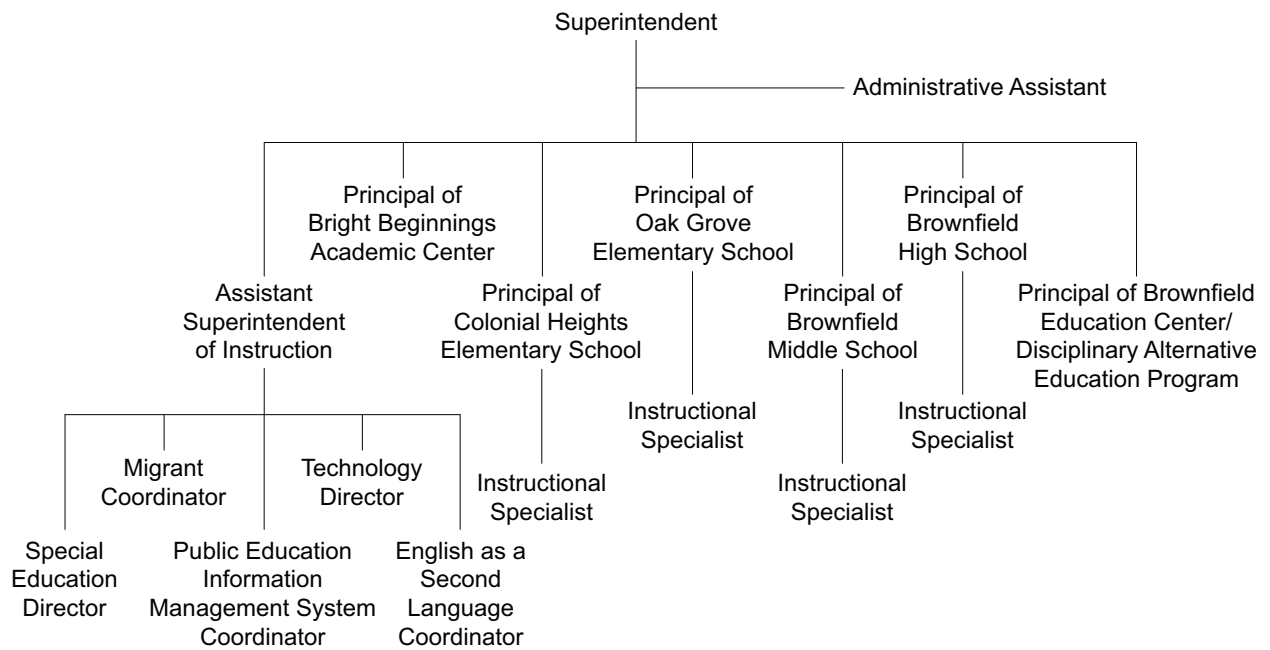 Superintendent
Administrative Assistant
Principal of
Bright Beginnings
Academic Center
Principal of
Oak Grove
Elementary School
Principal of
Brownfield
High School
Assistant
Superintendent
of Instruction
Principal of
Colonial Heights
Elementary School
Principal of
Brownfield
Middle School
Principal of Brownfield
Education Center/
Disciplinary Alternative
Education Program
Instructional
Specialist
Instructional
Specialist
Migrant
Coordinator
Technology
Director
Instructional
Specialist
Instructional
Specialist
Special
Education
Director
Public Education
Information
Management System
Coordinator
English as a
Second
Language
Coordinator